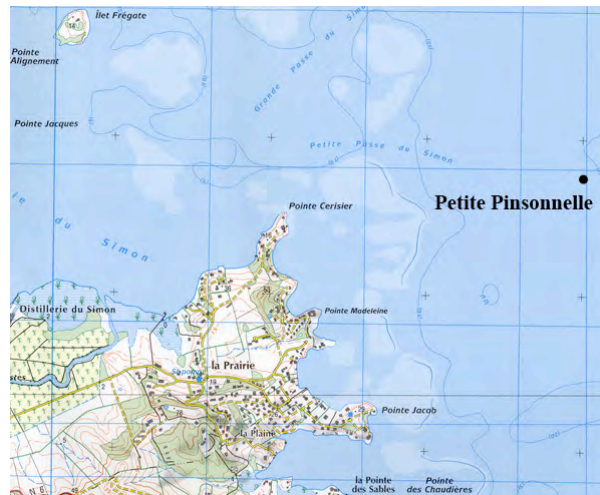 Îlet Frégate
Pointe
Alignement
Grande Passe du Simon
Pointe Jacques
Petite Passe du Simon
Petite Pinsonnelle
Pointe Cerisier
du Simon
Distillerie du Simon
Pointe Madeleine
la Prairie
Pointe Jacob
la Plaine
la Pointe
des Sables
Pointe
des Chaudières
N 6